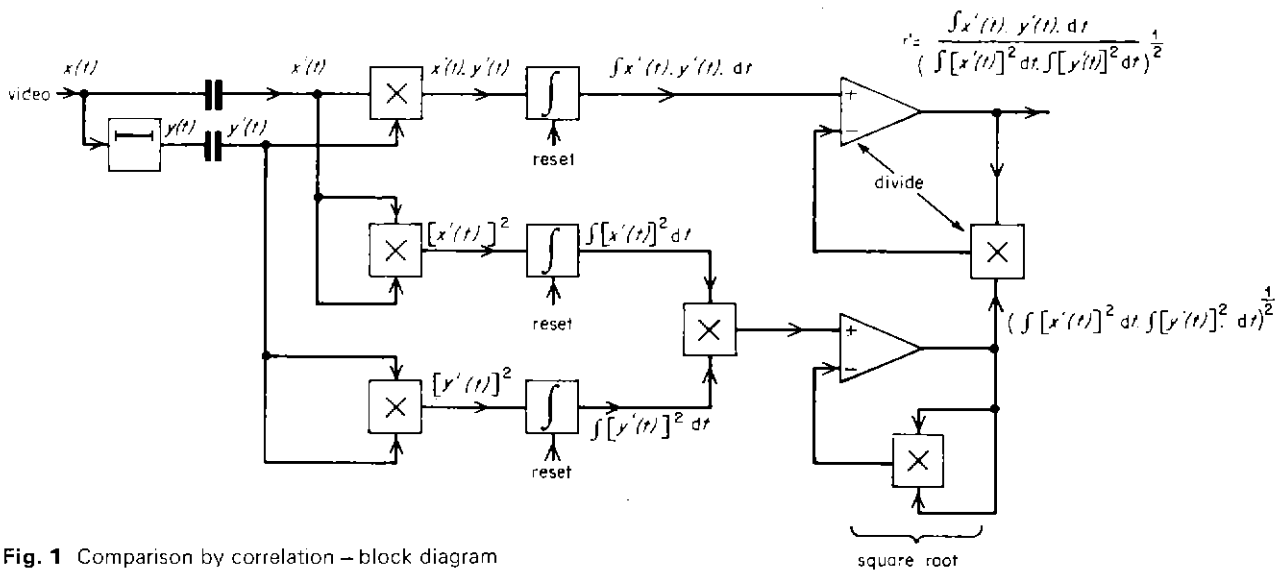 r'= ∫x'(t). y'(t). dt
( ∫[x'(t)]² dt. ∫[y'(t)]² dt)½
x(t)
x'(t)
x'(t). y'(t)
∫x'(t). y'(t). dt
video
y(t)
y'(t)
×
∫
+
−
reset
divide
[x'(t)]²
∫[x'(t)]² dt
×
∫
×
reset
×
(∫[x'(t)]² dt. ∫[y'(t)]². dt)½
+
−
[y'(t)]²
×
∫
∫[y'(t)]² dt
reset
×
Fig. 1 Comparison by correlation – block diagram
square root